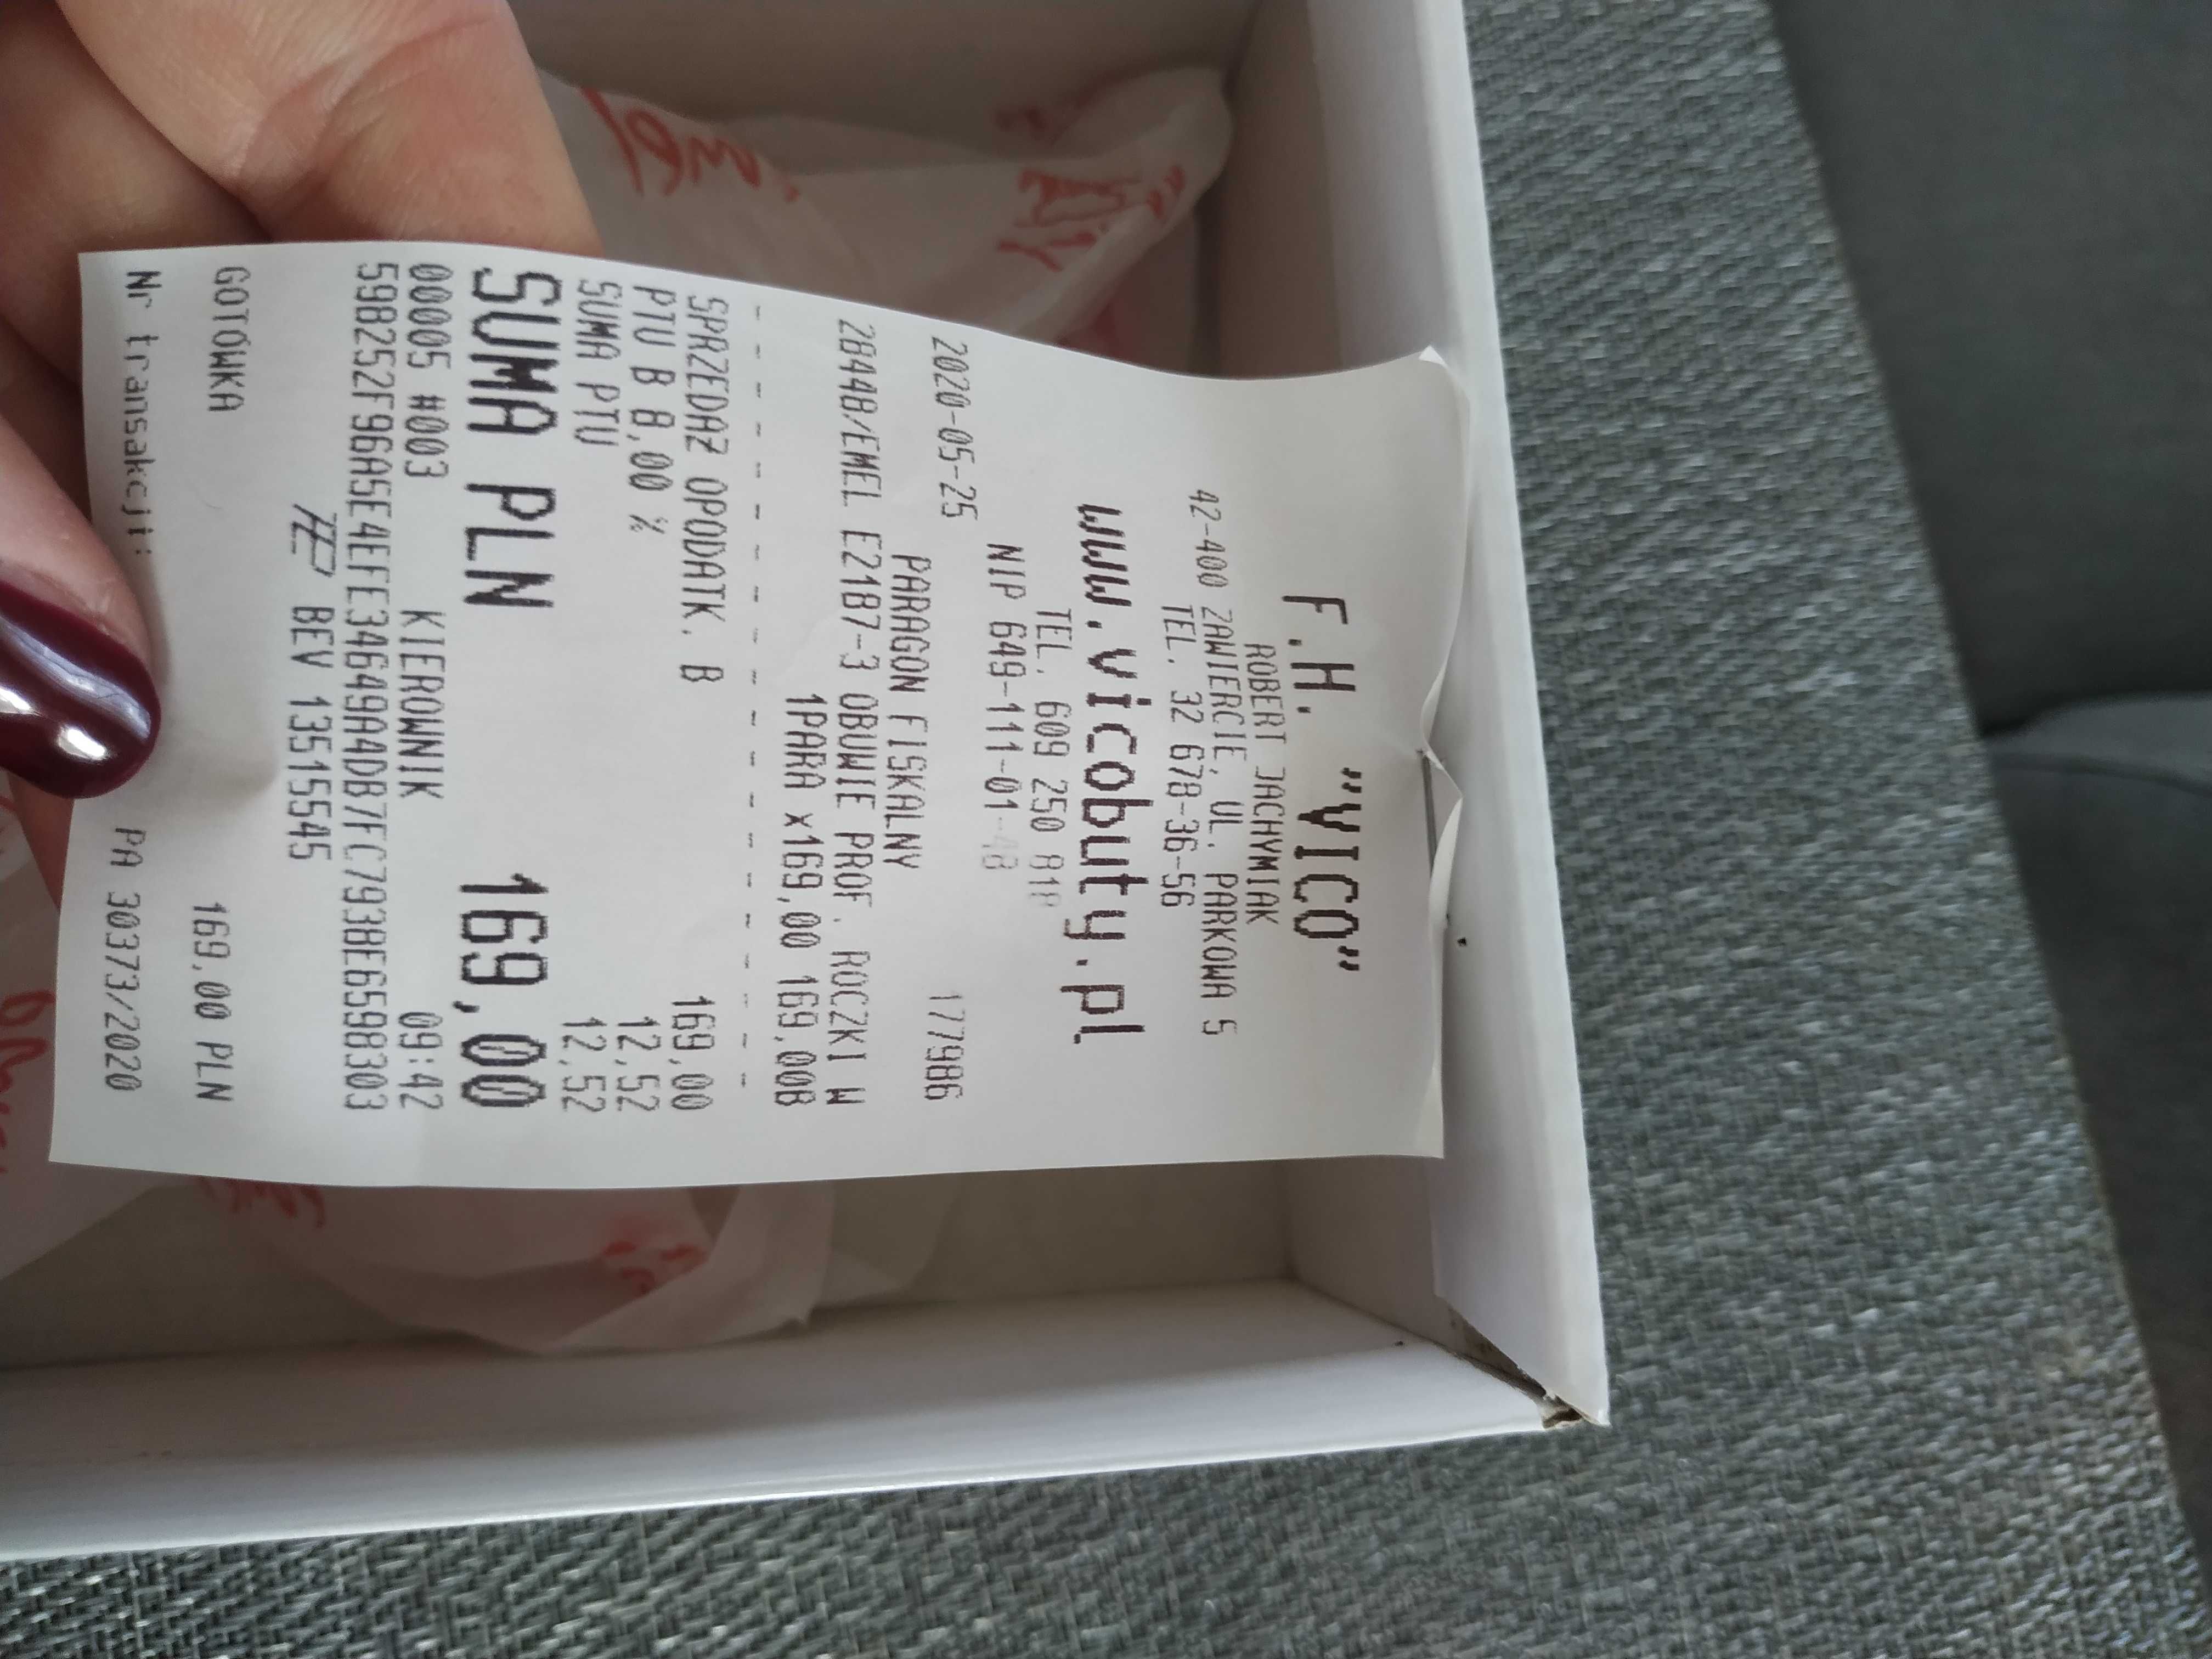 F.H. "VICO"
ROBERT JACHYMIAK
42-400 ZAWIERCIE, UL. PARKOWA 5
TEL. 32 678-36-56
www.vicobuty.pl
TEL. 609 250 818
NIP 649-111-01-48
2020-05-25 177986
PARAGON FISKALNY
28448/EMEL E2187-3 OBUWIE PROF. ROCZKI W
1PARA x169,00 169,00B
SPRZEDAŻ OPODATK. B 169,00
PTU B 8,00 % 12,52
SUMA PTU 12,52
SUMA PLN 169,00
00005 #003 KIEROWNIK 09:42
59B252F96A5E4EFE34649A4DB7FC793BE6598303
BEV 13515545
GOTÓWKA 169,00 PLN
Nr transakcji: PA 30373/2020